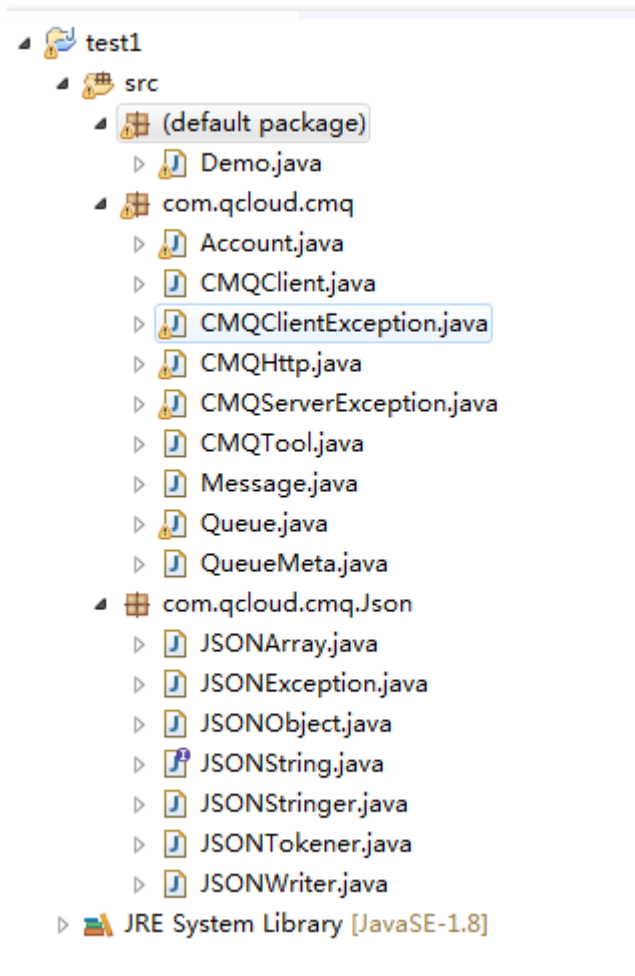 test1
src
(default package)
Demo.java
com.qcloud.cmq
Account.java
CMQClient.java
CMQClientException.java
CMQHttp.java
CMQServerException.java
CMQTool.java
Message.java
Queue.java
QueueMeta.java
com.qcloud.cmq.Json
JSONArray.java
JSONException.java
JSONObject.java
JSONString.java
JSONStringer.java
JSONTokener.java
JSONWriter.java
JRE System Library [JavaSE-1.8]